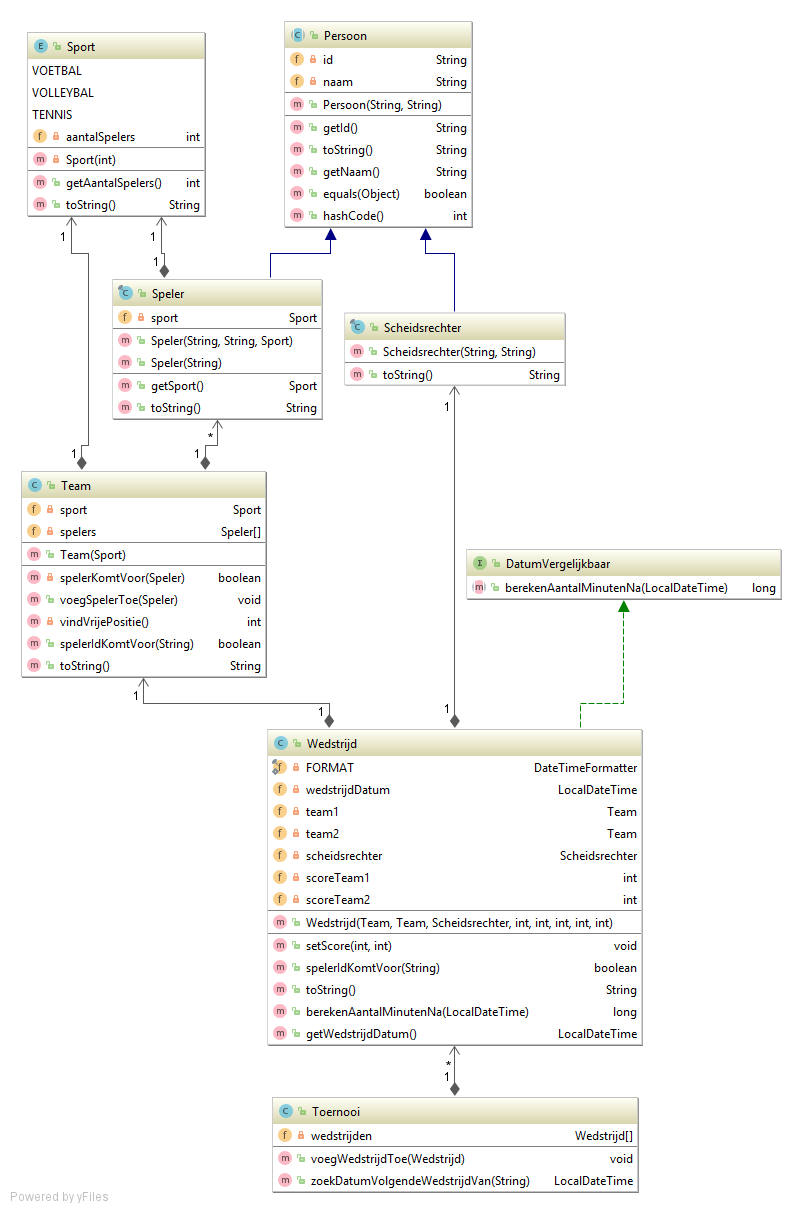 E Sport
VOETBAL
VOLLEYBAL
TENNIS
f aantalSpelers int
m Sport(int)
m getAantalSpelers() int
m toString() String
C Persoon
f id String
f naam String
m Persoon(String, String)
m getId() String
m toString() String
m getNaam() String
m equals(Object) boolean
m hashCode() int
1
1
1
C Speler
f sport Sport
m Speler(String, String, Sport)
m Speler(String)
m getSport() Sport
m toString() String
C Scheidsrechter
m Scheidsrechter(String, String)
m toString() String
1
*
1
1
C Team
f sport Sport
f spelers Speler[]
m Team(Sport)
m spelerKomtVoor(Speler) boolean
m voegSpelerToe(Speler) void
m vindVrijePositie() int
m spelerIdKomtVoor(String) boolean
m toString() String
I DatumVergelijkbaar
m berekenAantalMinutenNa(LocalDateTime) long
1
1
1
C Wedstrijd
f FORMAT DateTimeFormatter
f wedstrijdDatum LocalDateTime
f team1 Team
f team2 Team
f scheidsrechter Scheidsrechter
f scoreTeam1 int
f scoreTeam2 int
m Wedstrijd(Team, Team, Scheidsrechter, int, int, int, int, int)
m setScore(int, int) void
m spelerIdKomtVoor(String) boolean
m toString() String
m berekenAantalMinutenNa(LocalDateTime) long
m getWedstrijdDatum() LocalDateTime
*
1
C Toernooi
f wedstrijden Wedstrijd[]
m voegWedstrijdToe(Wedstrijd) void
m zoekDatumVolgendeWedstrijdVan(String) LocalDateTime
Powered by yFiles